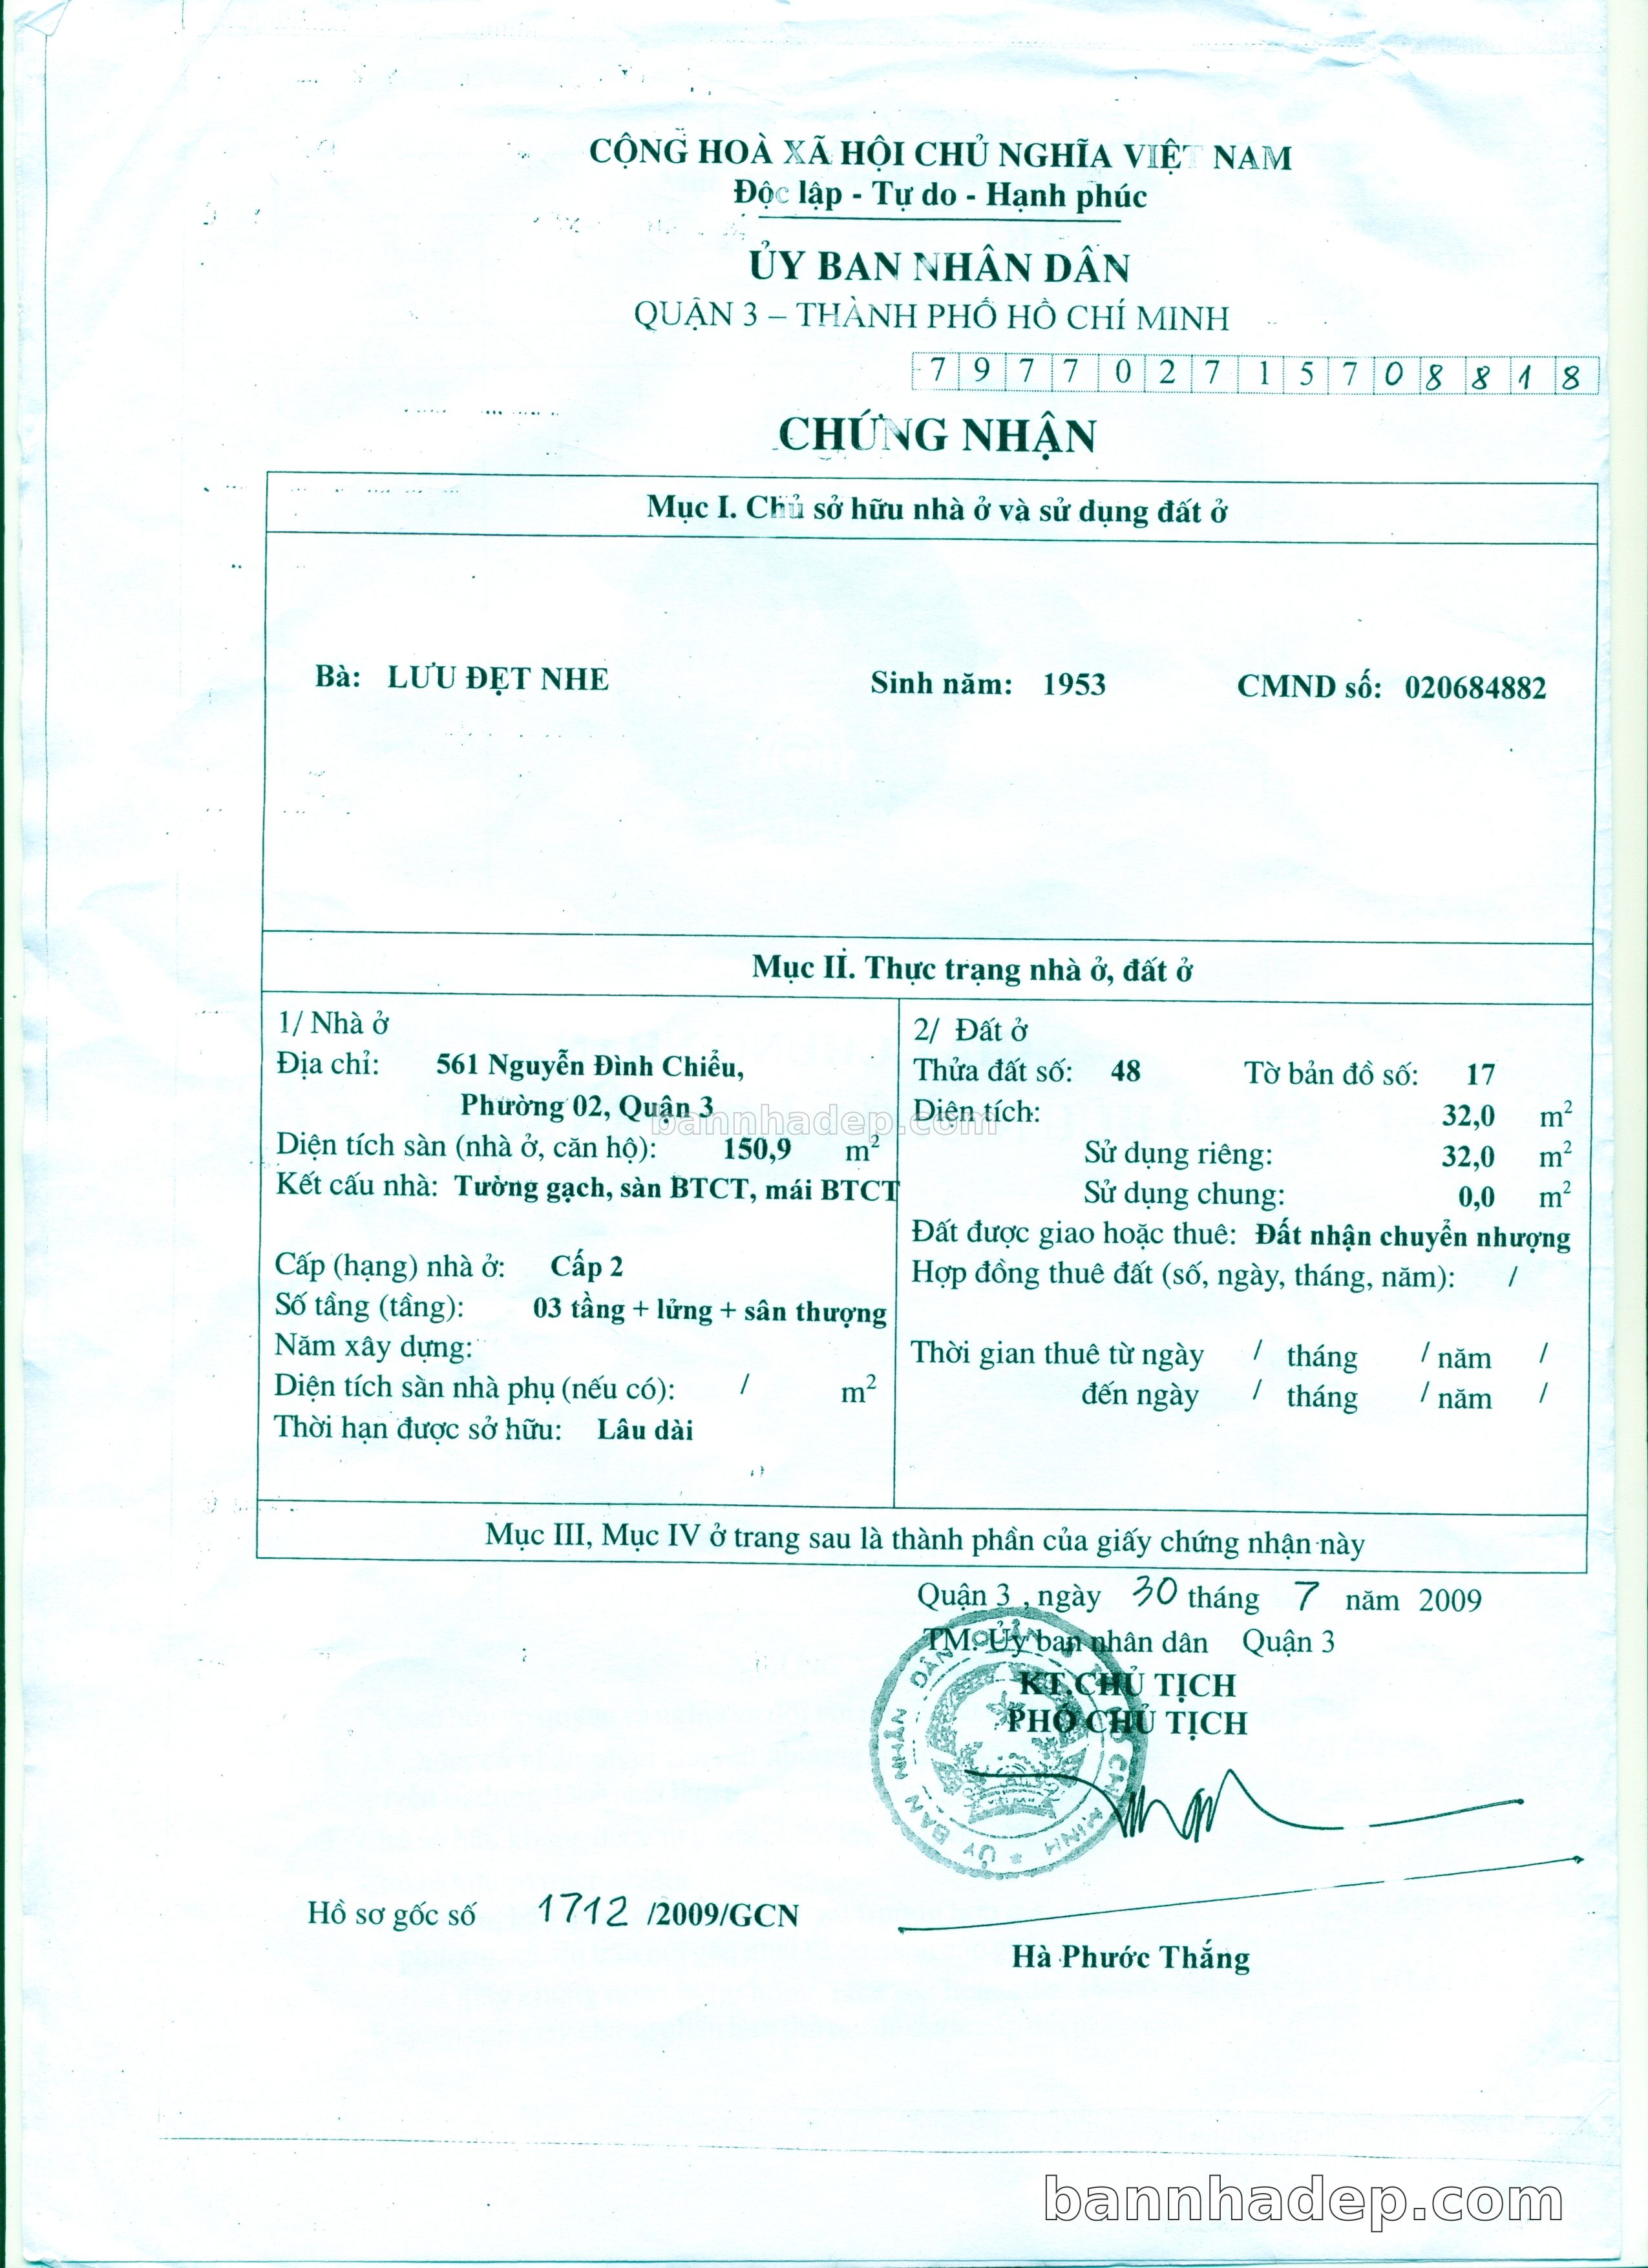 CỘNG HOÀ XÃ HỘI CHỦ NGHĨA VIỆT NAM
Độc lập - Tự do - Hạnh phúc
ỦY BAN NHÂN DÂN
QUẬN 3 – THÀNH PHỐ HỒ CHÍ MINH
7 9 7 7 0 2 7 1 5 7 0 8 8 1 8
CHỨNG NHẬN
Mục I. Chủ sở hữu nhà ở và sử dụng đất ở
Bà: LƯU ĐẸT NHE Sinh năm: 1953 CMND số: 020684882
Mục II. Thực trạng nhà ở, đất ở
1/ Nhà ở
Địa chỉ: 561 Nguyễn Đình Chiểu,
Phường 02, Quận 3
Diện tích sàn (nhà ở, căn hộ): 150,9 m²
Kết cấu nhà: Tường gạch, sàn BTCT, mái BTCT
Cấp (hạng) nhà ở: Cấp 2
Số tầng (tầng): 03 tầng + lửng + sân thượng
Năm xây dựng:
Diện tích sàn nhà phụ (nếu có): / m²
Thời hạn được sở hữu: Lâu dài
2/ Đất ở
Thửa đất số: 48 Tờ bản đồ số: 17
Diện tích: 32,0 m²
Sử dụng riêng: 32,0 m²
Sử dụng chung: 0,0 m²
Đất được giao hoặc thuê: Đất nhận chuyển nhượng
Hợp đồng thuê đất (số, ngày, tháng, năm): /
Thời gian thuê từ ngày / tháng / năm /
đến ngày / tháng / năm /
bannhadep.com
Mục III, Mục IV ở trang sau là thành phần của giấy chứng nhận này
Quận 3 , ngày 30 tháng 7 năm 2009
TM. Ủy ban nhân dân Quận 3
KT.CHỦ TỊCH
PHÓ CHỦ TỊCH
ỦY BAN NHÂN DÂN QUẬN 3
Hồ sơ gốc số 1712 /2009/GCN
Hà Phước Thắng
bannhadep.com